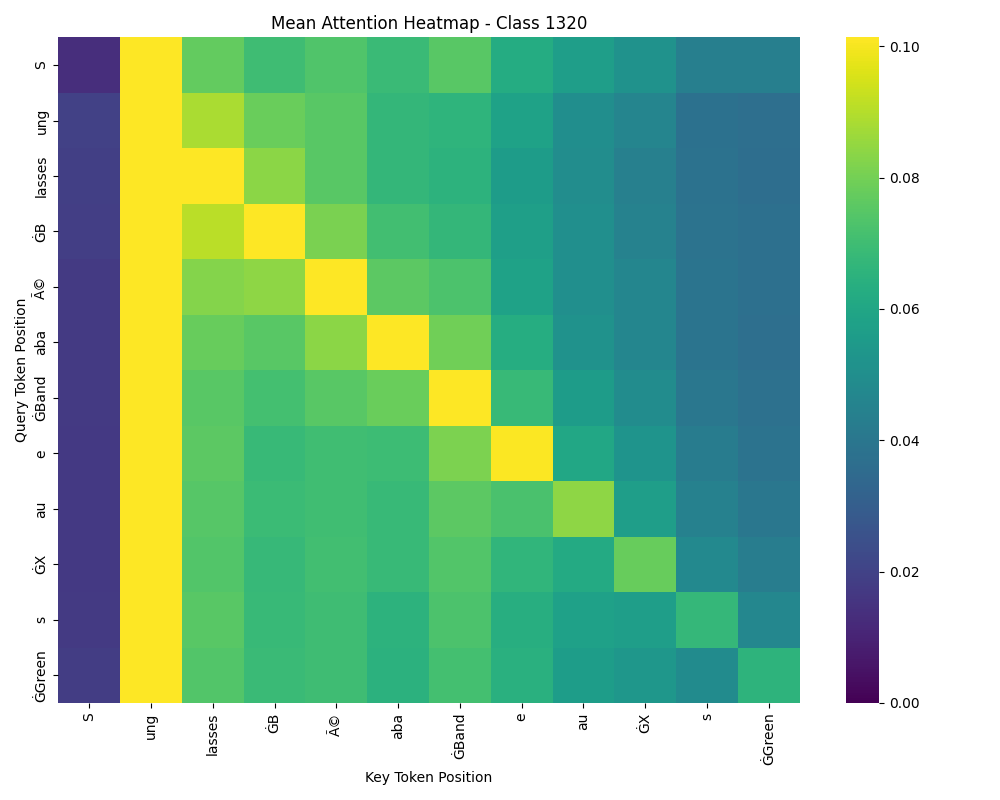 Mean Attention Heatmap - Class 1320
Query Token Position
S
ung
lasses
ĠB
Ã©
aba
ĠBand
e
au
ĠX
s
ĠGreen
S
ung
lasses
ĠB
Ã©
aba
ĠBand
e
au
ĠX
s
ĠGreen
Key Token Position
0.10
0.08
0.06
0.04
0.02
0.00